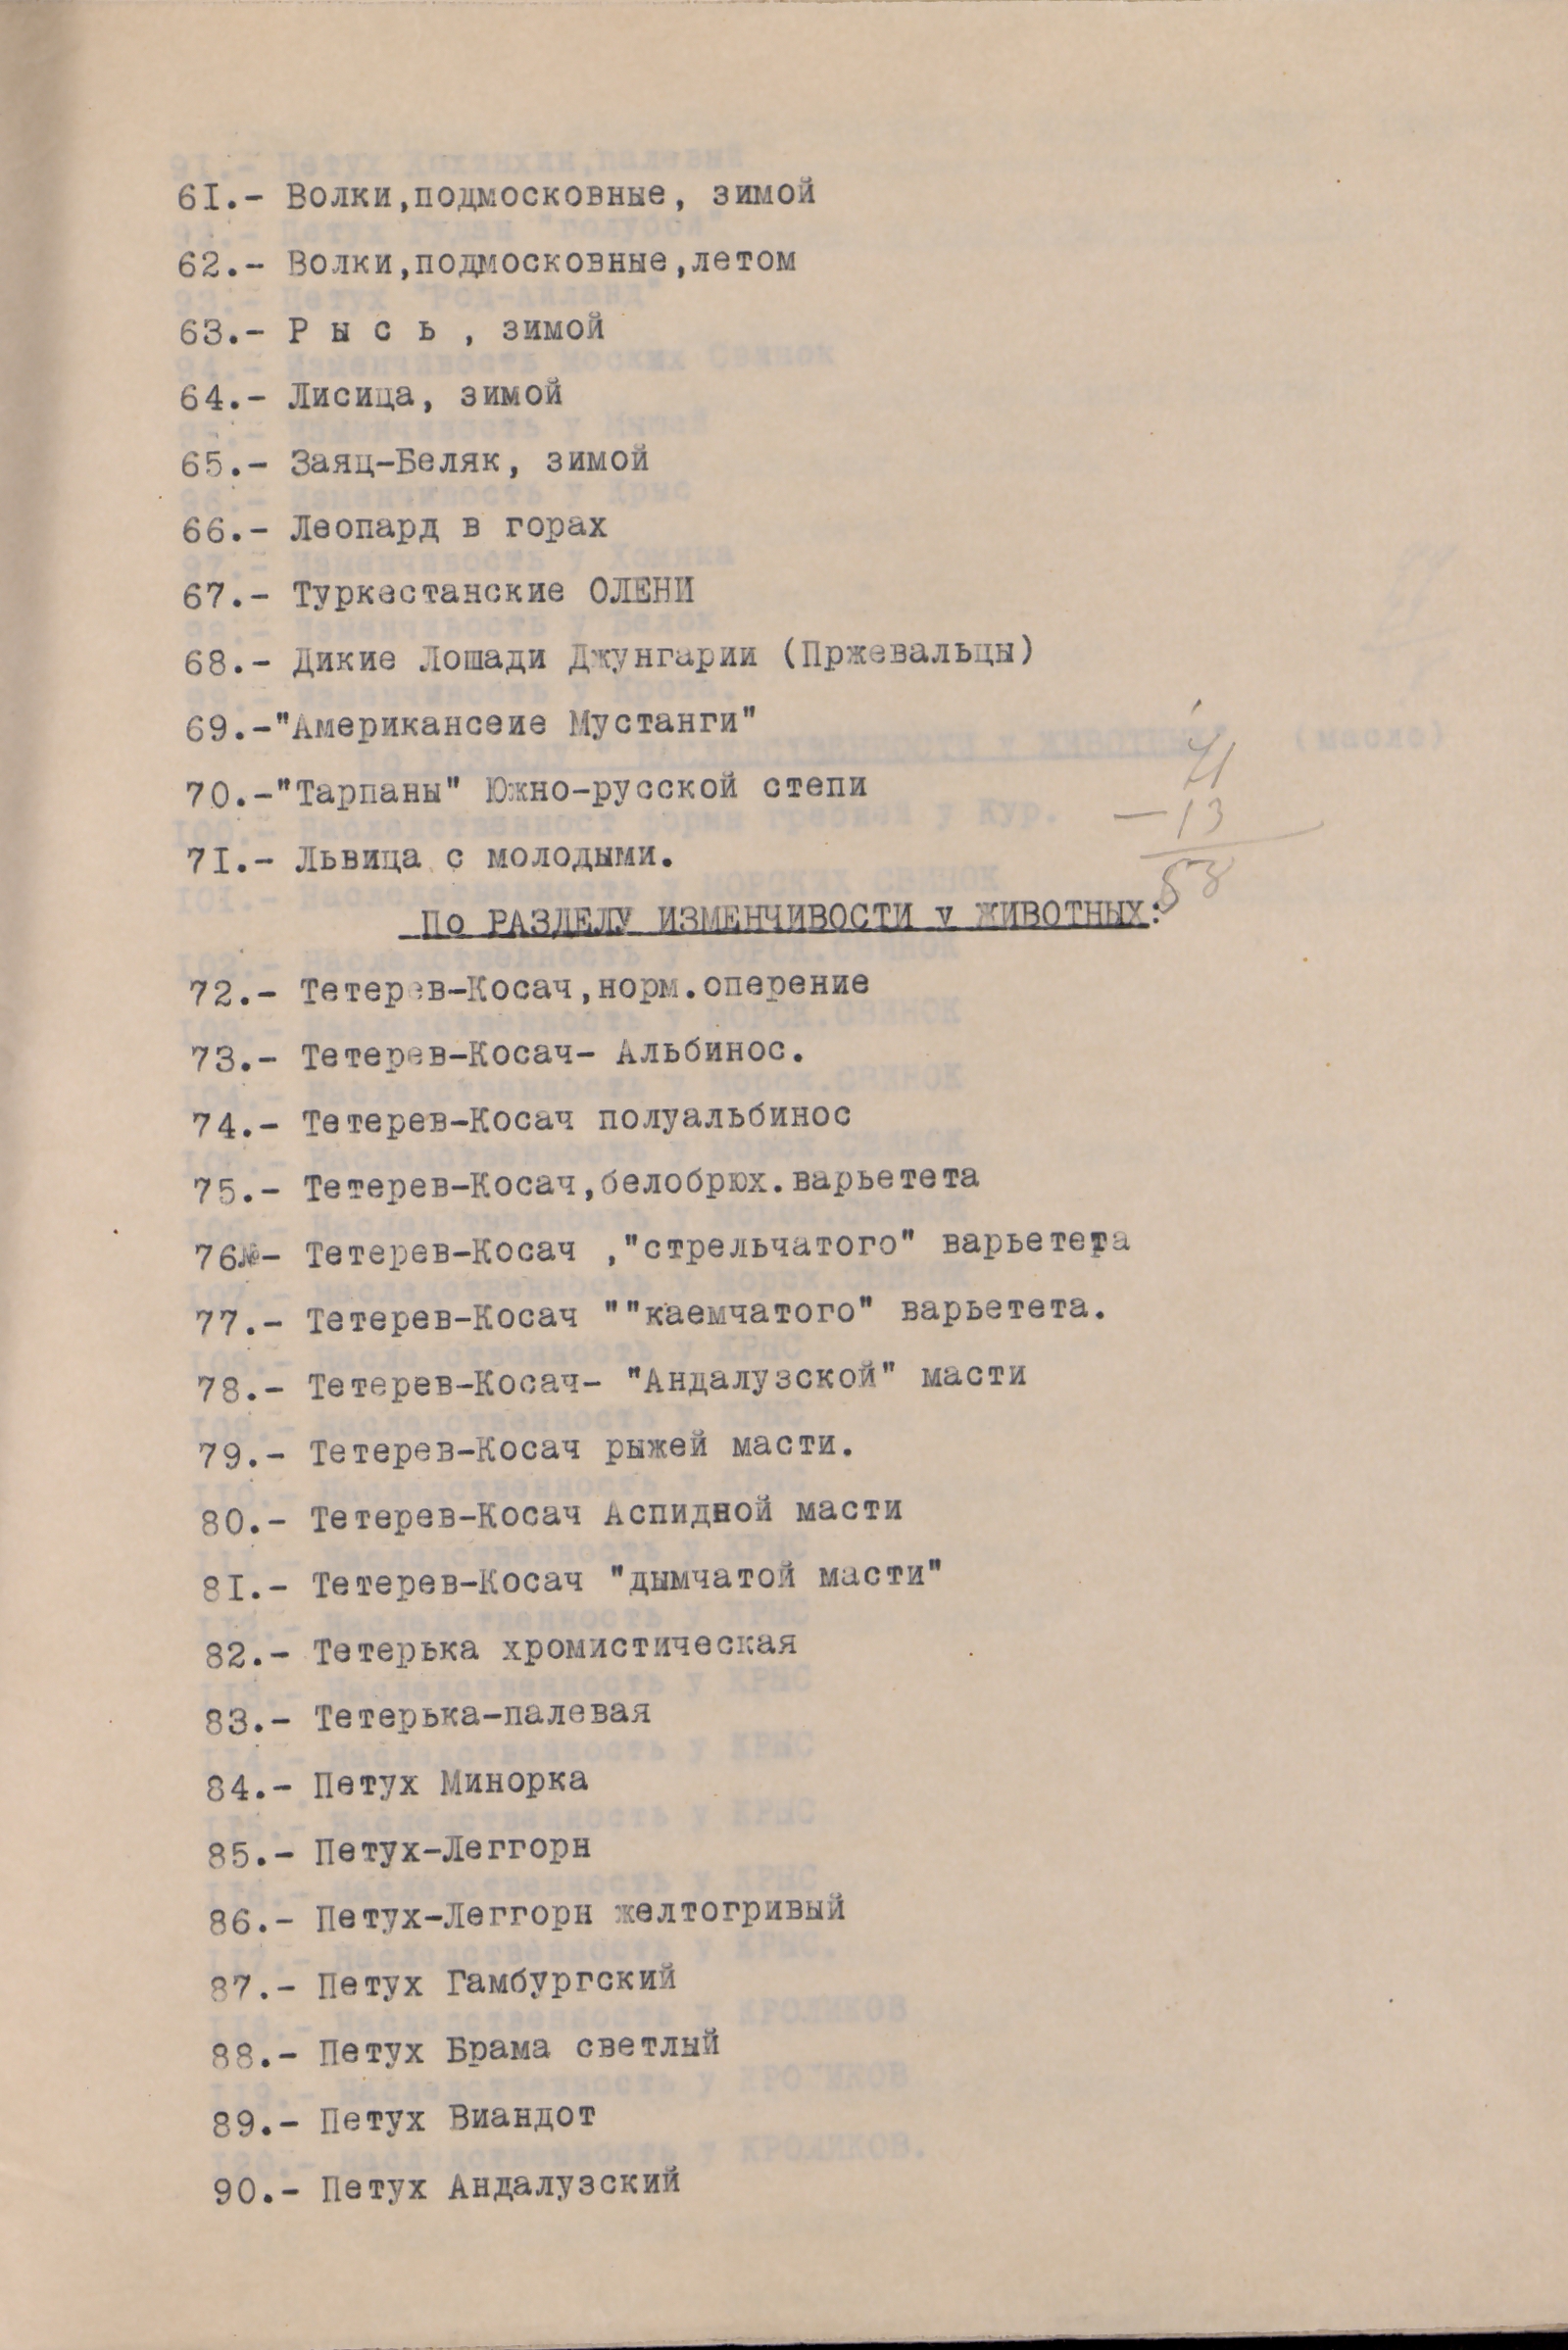 61.- Волки,подмосковные, зимой
62.- Волки,подмосковные,летом
63.- Р ы с ь , зимой
64.- Лисица, зимой
65.- Заяц-Беляк, зимой
66.- Леопард в горах
67.- Туркестанские ОЛЕНИ
68.- Дикие Лошади Джунгарии (Пржевальцы)
69.-"Американсеие Мустанги"
70.-"Тарпаны" Южно-русской степи
71
— 13
71.- Львица с молодыми.
58
По РАЗДЕЛУ ИЗМЕНЧИВОСТИ у ЖИВОТНЫХ:
72.- Тетерев-Косач,норм.оперение
73.- Тетерев-Косач- Альбинос.
74.- Тетерев-Косач полуальбинос
75.- Тетерев-Косач,белобрюх.варьетета
76.- Тетерев-Косач ,"стрельчатого" варьетета
77.- Тетерев-Косач ""каемчатого" варьетета.
78.- Тетерев-Косач- "Андалузской" масти
79.- Тетерев-Косач рыжей масти.
80.- Тетерев-Косач Аспидной масти
81.- Тетерев-Косач "дымчатой масти"
82.- Тетерька хромистическая
83.- Тетерька-палевая
84.- Петух Минорка
85.- Петух-Леггорн
86.- Петух-Леггорн желтогривый
87.- Петух Гамбургский
88.- Петух Брама светлый
89.- Петух Виандот
90.- Петух Андалузский